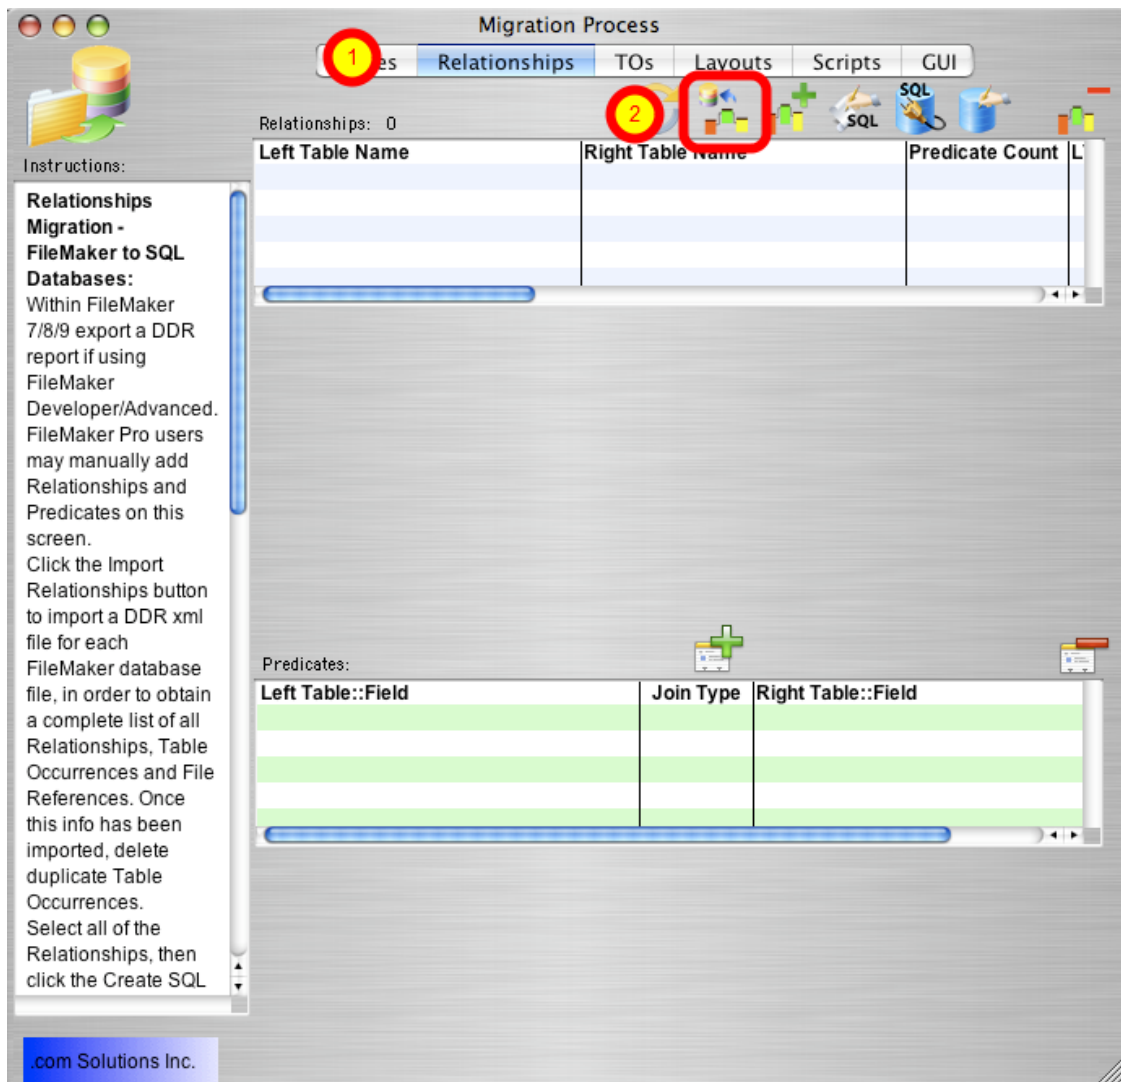 Migration Process
1
es
Relationships
TOs
Layouts
Scripts
GUI
2
SQL
SQL
Relationships: 0
Left Table Name
Right Table Name
Predicate Count
Instructions:
Relationships
Migration -
FileMaker to SQL
Databases:
Within FileMaker
7/8/9 export a DDR
report if using
FileMaker
Developer/Advanced.
FileMaker Pro users
may manually add
Relationships and
Predicates on this
screen.
Click the Import
Relationships button
to import a DDR xml
file for each
FileMaker database
file, in order to obtain
a complete list of all
Relationships, Table
Occurrences and File
References. Once
this info has been
imported, delete
duplicate Table
Occurrences.
Select all of the
Relationships, then
click the Create SQL
Predicates:
Left Table::Field
Join Type
Right Table::Field
.com Solutions Inc.